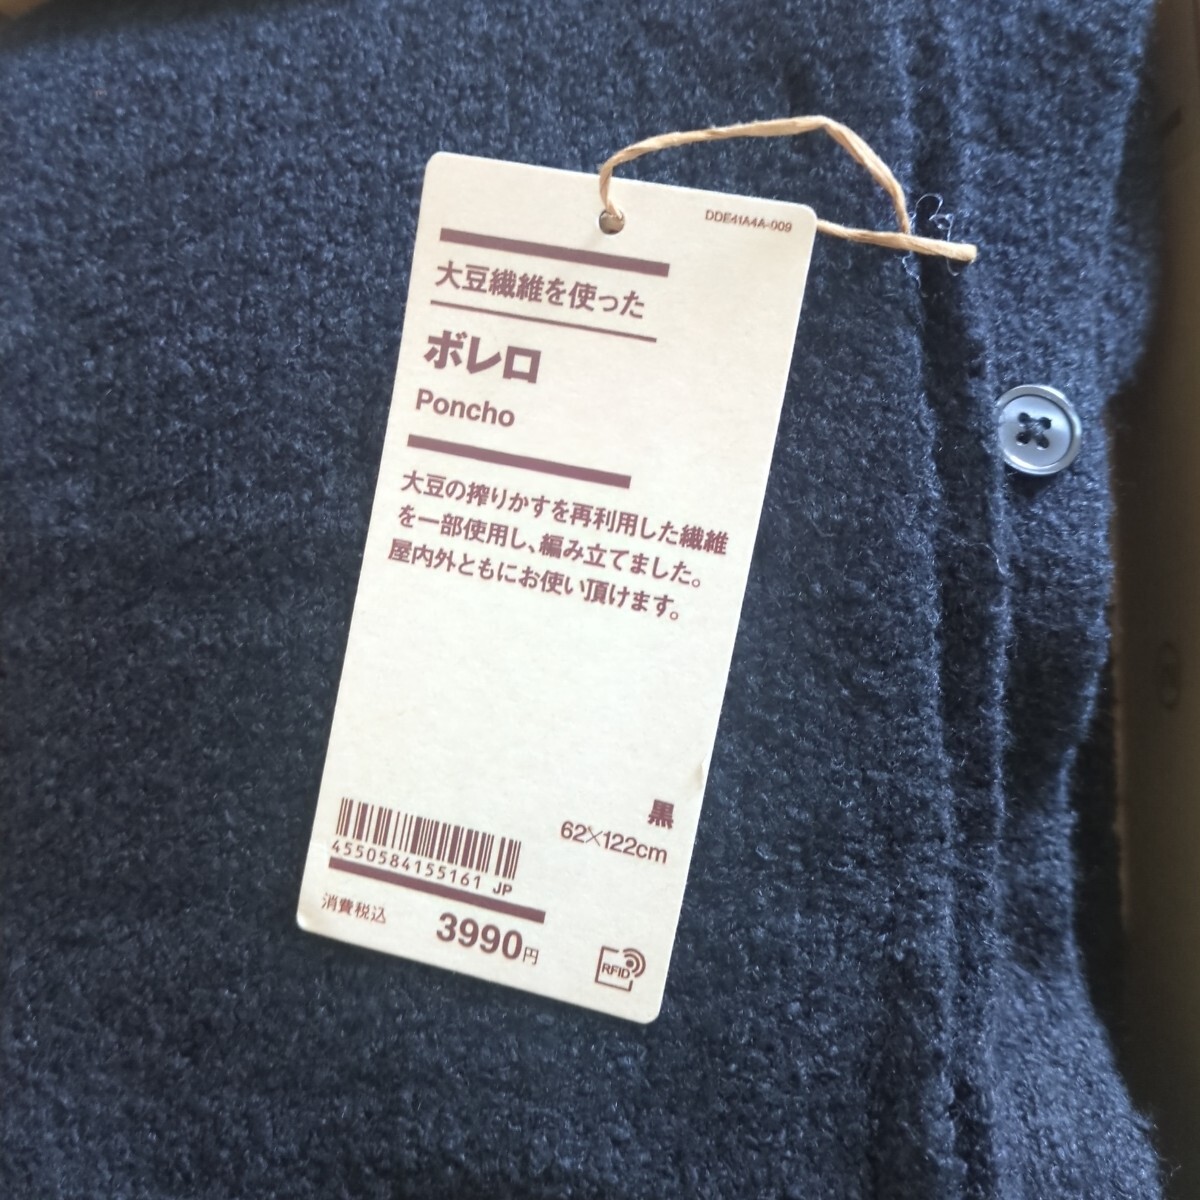 DDE41A4A-009
大豆繊維を使った
ボレロ
Poncho
大豆の搾りかすを再利用した繊維
を一部使用し、編み立てました。
屋内外ともにお使い頂けます。
黒
62×122cm
4550584155161 JP
消費税込 3990円
RFID